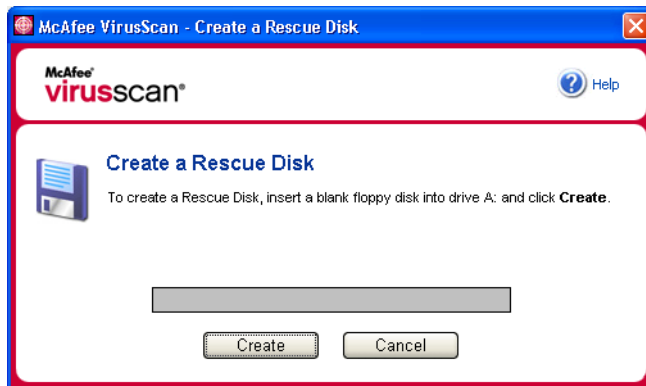 McAfee VirusScan - Create a Rescue Disk
McAfee®
virusscan®
Help
Create a Rescue Disk
To create a Rescue Disk, insert a blank floppy disk into drive A: and click Create.
Create
Cancel